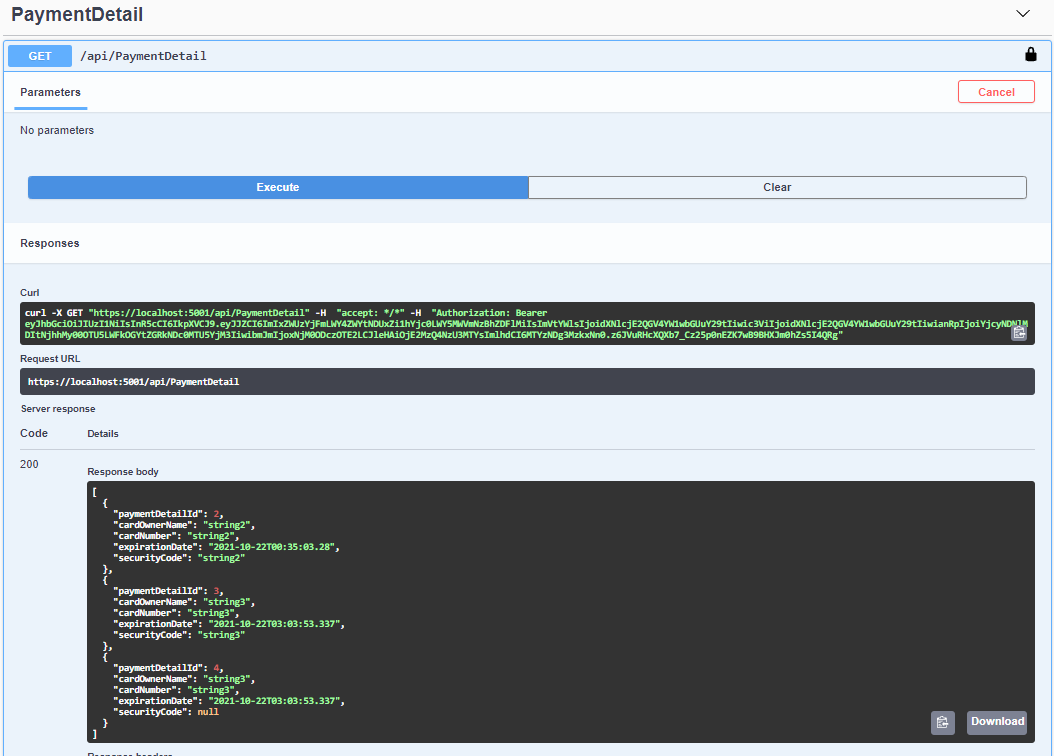 PaymentDetail
GET /api/PaymentDetail
Parameters
Cancel
No parameters
Execute
Clear
Responses
Curl
curl -X GET "https://localhost:5001/api/PaymentDetail" -H  "accept: */*" -H  "Authorization: Bearer
Request URL
https://localhost:5001/api/PaymentDetail
Server response
Code Details
200
Response body
[
  {
    "paymentDetailId": 2,
    "cardOwnerName": "string2",
    "cardNumber": "string2",
    "expirationDate": "2021-10-22T00:35:03.28",
    "securityCode": "string2"
  },
  {
    "paymentDetailId": 3,
    "cardOwnerName": "string3",
    "cardNumber": "string3",
    "expirationDate": "2021-10-22T03:03:53.337",
    "securityCode": "string3"
  },
  {
    "paymentDetailId": 4,
    "cardOwnerName": "string3",
    "cardNumber": "string3",
    "expirationDate": "2021-10-22T03:03:53.337",
    "securityCode": null
  }
]
Download
Response headers